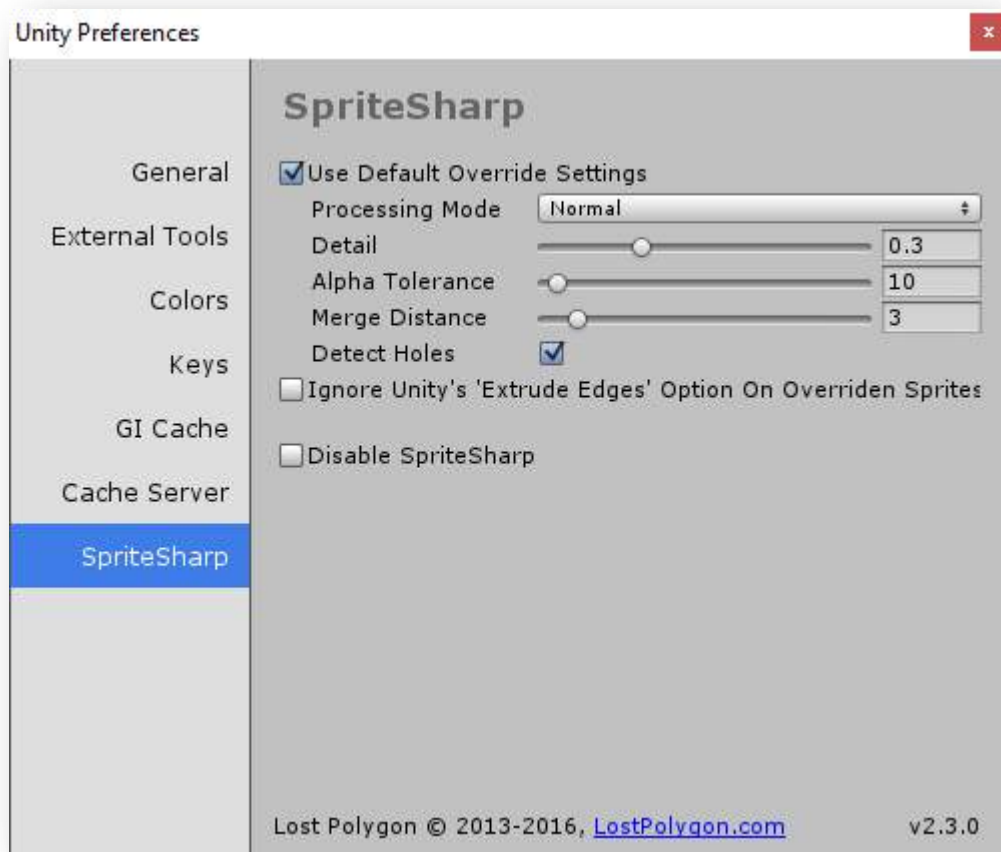 Unity Preferences
x
SpriteSharp
General
External Tools
Colors
Keys
GI Cache
Cache Server
SpriteSharp
Use Default Override Settings
Processing Mode Normal
Detail 0.3
Alpha Tolerance 10
Merge Distance 3
Detect Holes
Ignore Unity's 'Extrude Edges' Option On Overriden Sprites
Disable SpriteSharp
Lost Polygon © 2013-2016, LostPolygon.com v2.3.0